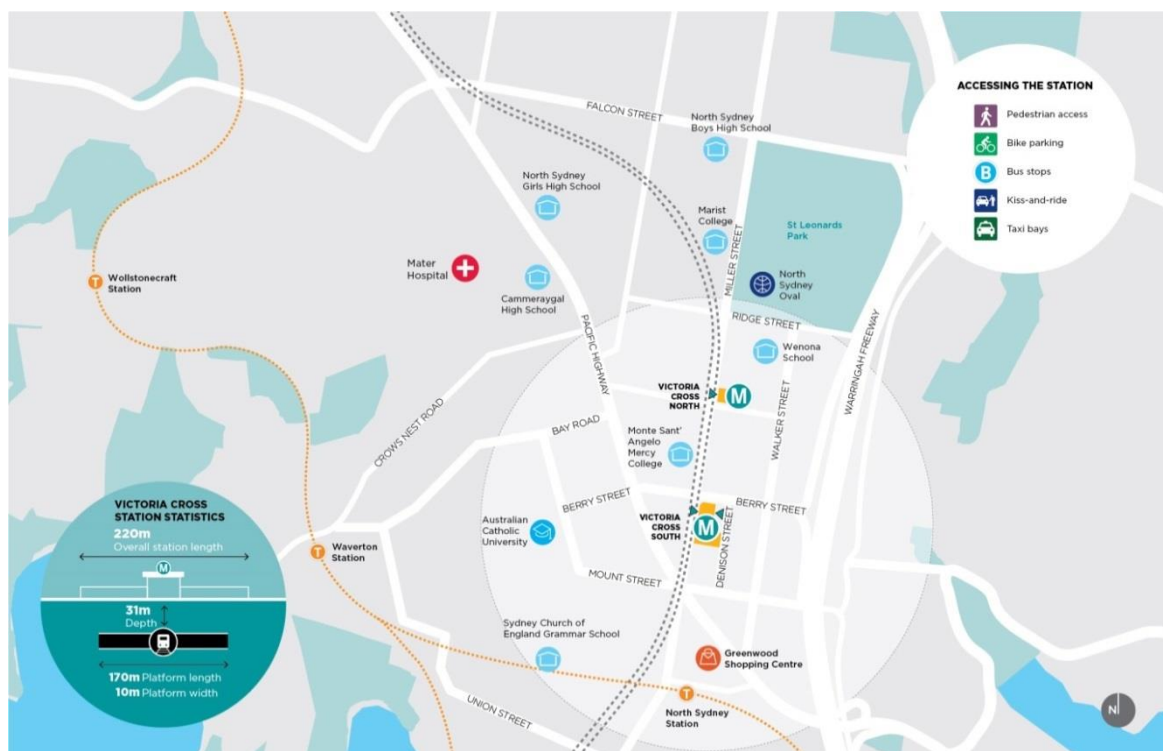 ACCESSING THE STATION
Pedestrian access
Bike parking
B
Bus stops
Kiss-and-ride
Taxi bays
FALCON STREET
North Sydney
Boys High School
North Sydney
Girls High School
Marist
College
St Leonards
Park
MILLER STREET
Mater
Hospital
T
Wollstonecraft
Station
Cammeraygal
High School
North
Sydney
Oval
RIDGE STREET
Wenona
School
PACIFIC HIGHWAY
WARRINGAH FREEWAY
VICTORIA
CROSS
NORTH
M
WALKER STREET
CROWS NEST ROAD
BAY ROAD
Monte Sant'
Angelo
Mercy
College
BERRY STREET
BERRY STREET
VICTORIA
CROSS
SOUTH
M
DENISON STREET
Australian
Catholic
University
T
Waverton
Station
MOUNT STREET
Sydney Church of
England Grammar School
Greenwood
Shopping Centre
T
North Sydney
Station
UNION STREET
VICTORIA CROSS
STATION STATISTICS
220m
Overall station length
M
31m
Depth
170m Platform length
10m Platform width
N